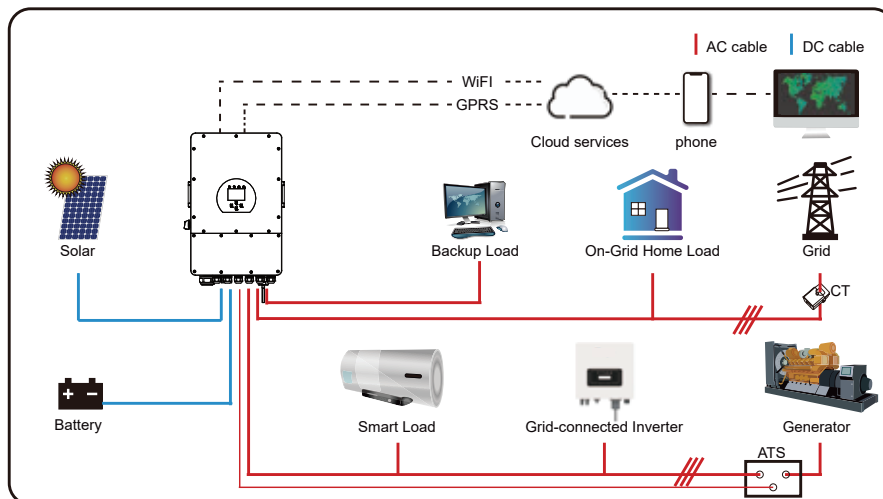 AC cable
DC cable
WiFI
GPRS
Cloud services
phone
Solar
Backup Load
On-Grid Home Load
Grid
CT
Battery
Smart Load
Grid-connected Inverter
Generator
ATS